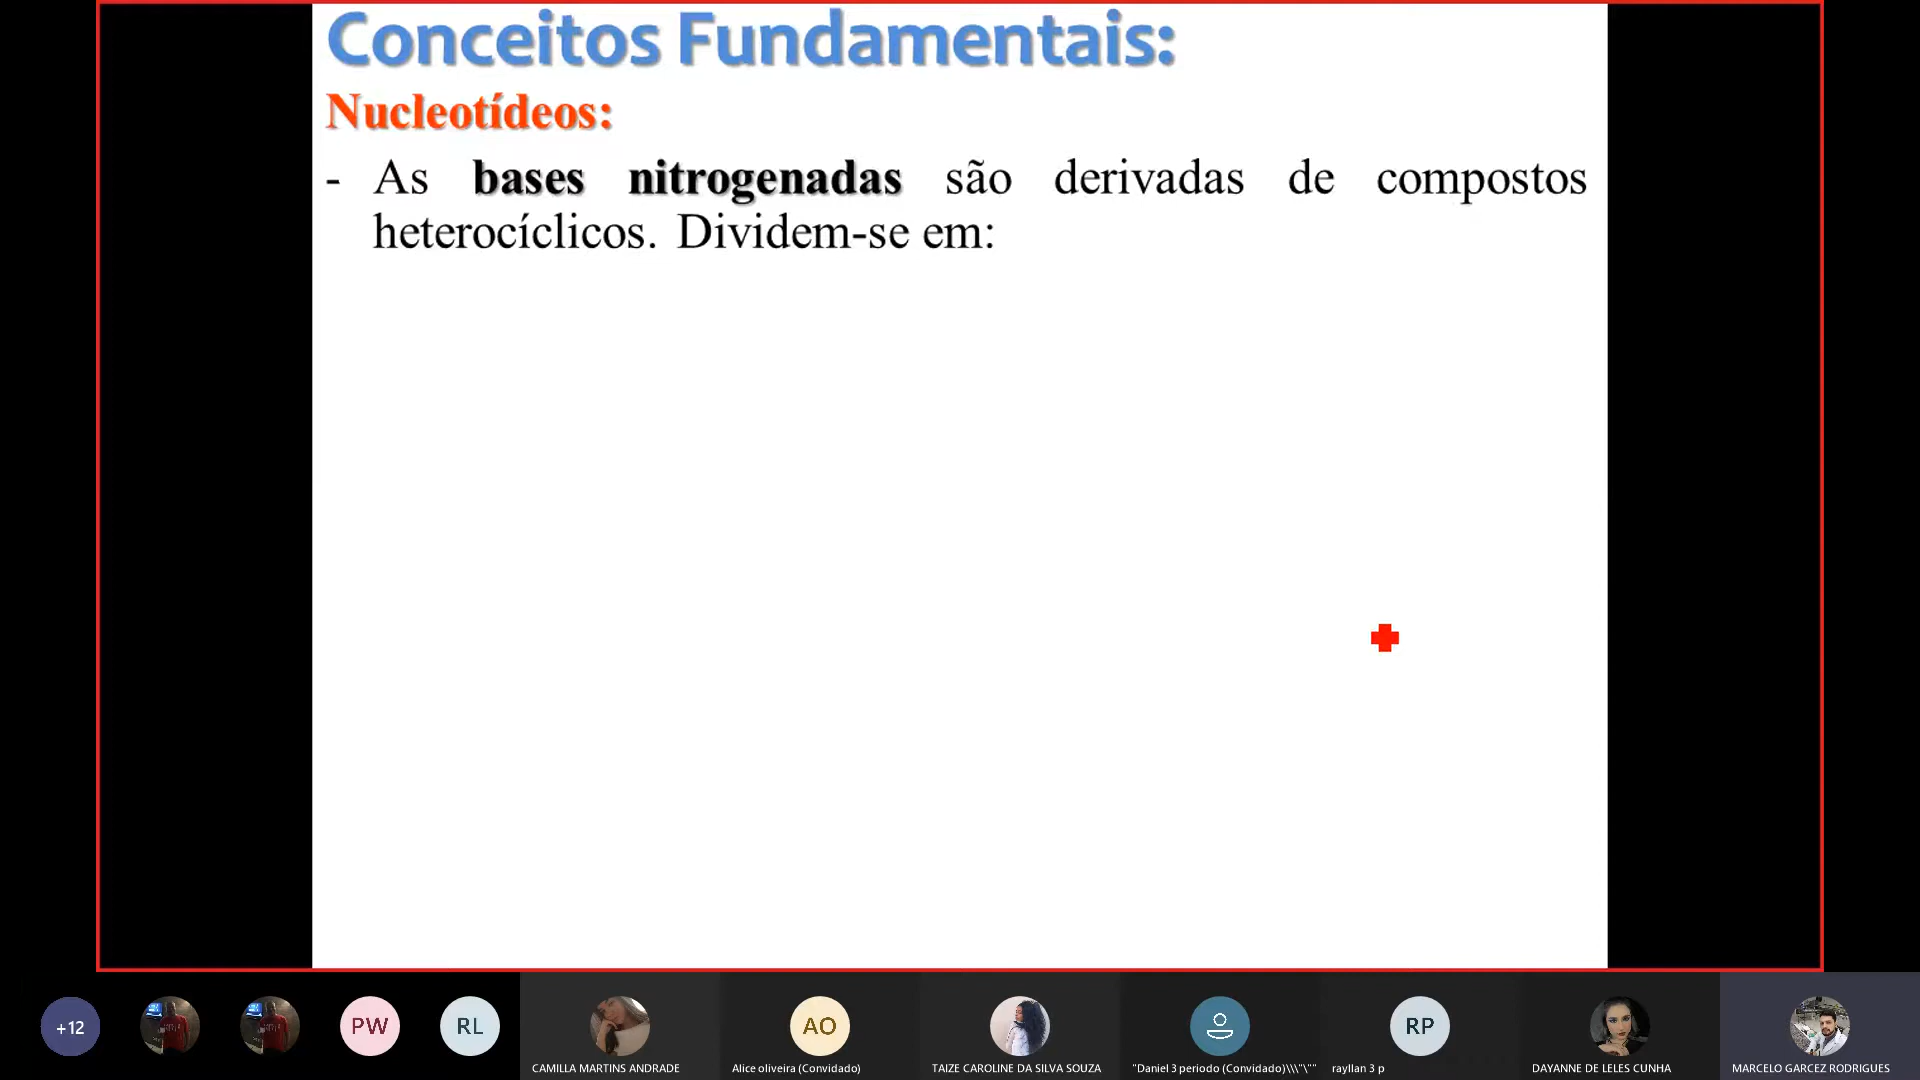 Conceitos Fundamentais:
Nucleotídeos:
- As bases nitrogenadas são derivadas de compostos
heterocíclicos. Dividem-se em:
+12
PW
RL
AO
RP
CAMILLA MARTINS ANDRADE
Alice oliveira (Convidado)
TAIZE CAROLINE DA SILVA SOUZA
"Daniel 3 periodo (Convidado)\\\"\""
rayllan 3 p
DAYANNE DE LELES CUNHA
MARCELO GARCEZ RODRIGUES